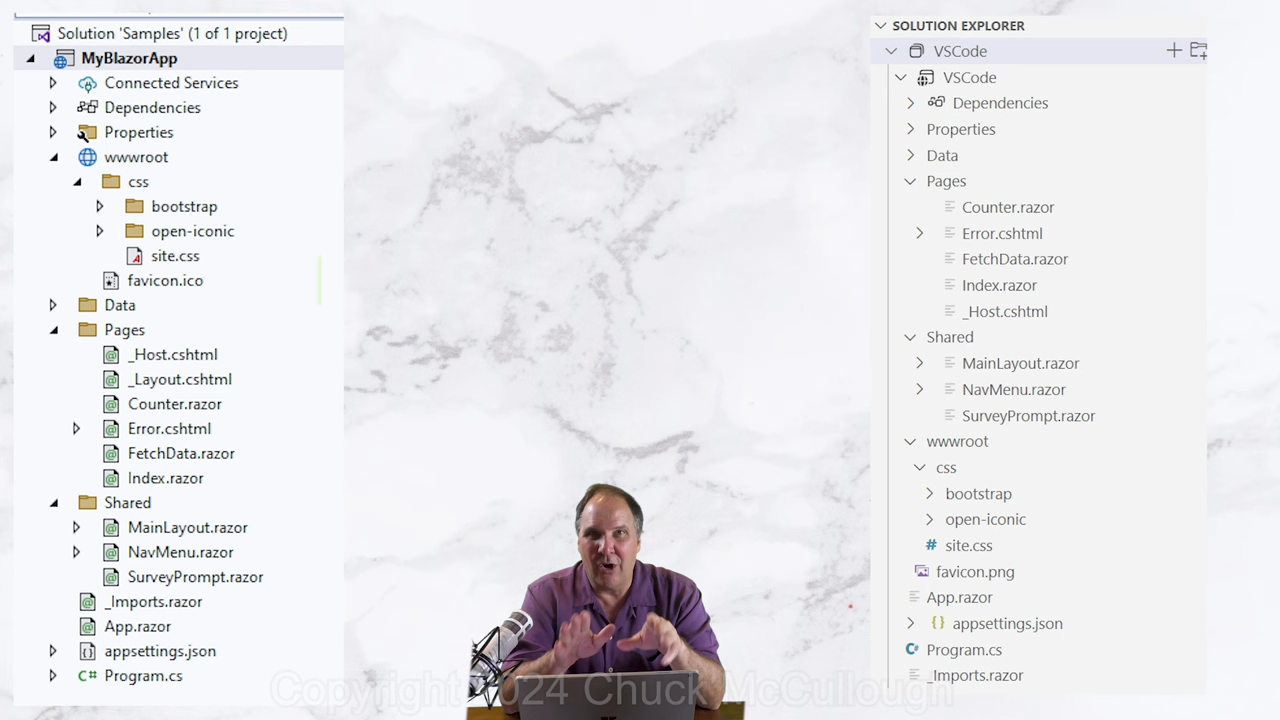 Solution 'Samples' (1 of 1 project)
MyBlazorApp
Connected Services
Dependencies
Properties
wwwroot
css
bootstrap
open-iconic
site.css
favicon.ico
Data
Pages
_Host.cshtml
_Layout.cshtml
Counter.razor
Error.cshtml
FetchData.razor
Index.razor
Shared
MainLayout.razor
NavMenu.razor
SurveyPrompt.razor
_Imports.razor
App.razor
appsettings.json
C# Program.cs
SOLUTION EXPLORER
VSCode
VSCode
Dependencies
Properties
Data
Pages
Counter.razor
Error.cshtml
FetchData.razor
Index.razor
_Host.cshtml
Shared
MainLayout.razor
NavMenu.razor
SurveyPrompt.razor
wwwroot
css
bootstrap
open-iconic
# site.css
favicon.png
App.razor
{} appsettings.json
Program.cs
_Imports.razor
Copyright 2024 Chuck McCullough